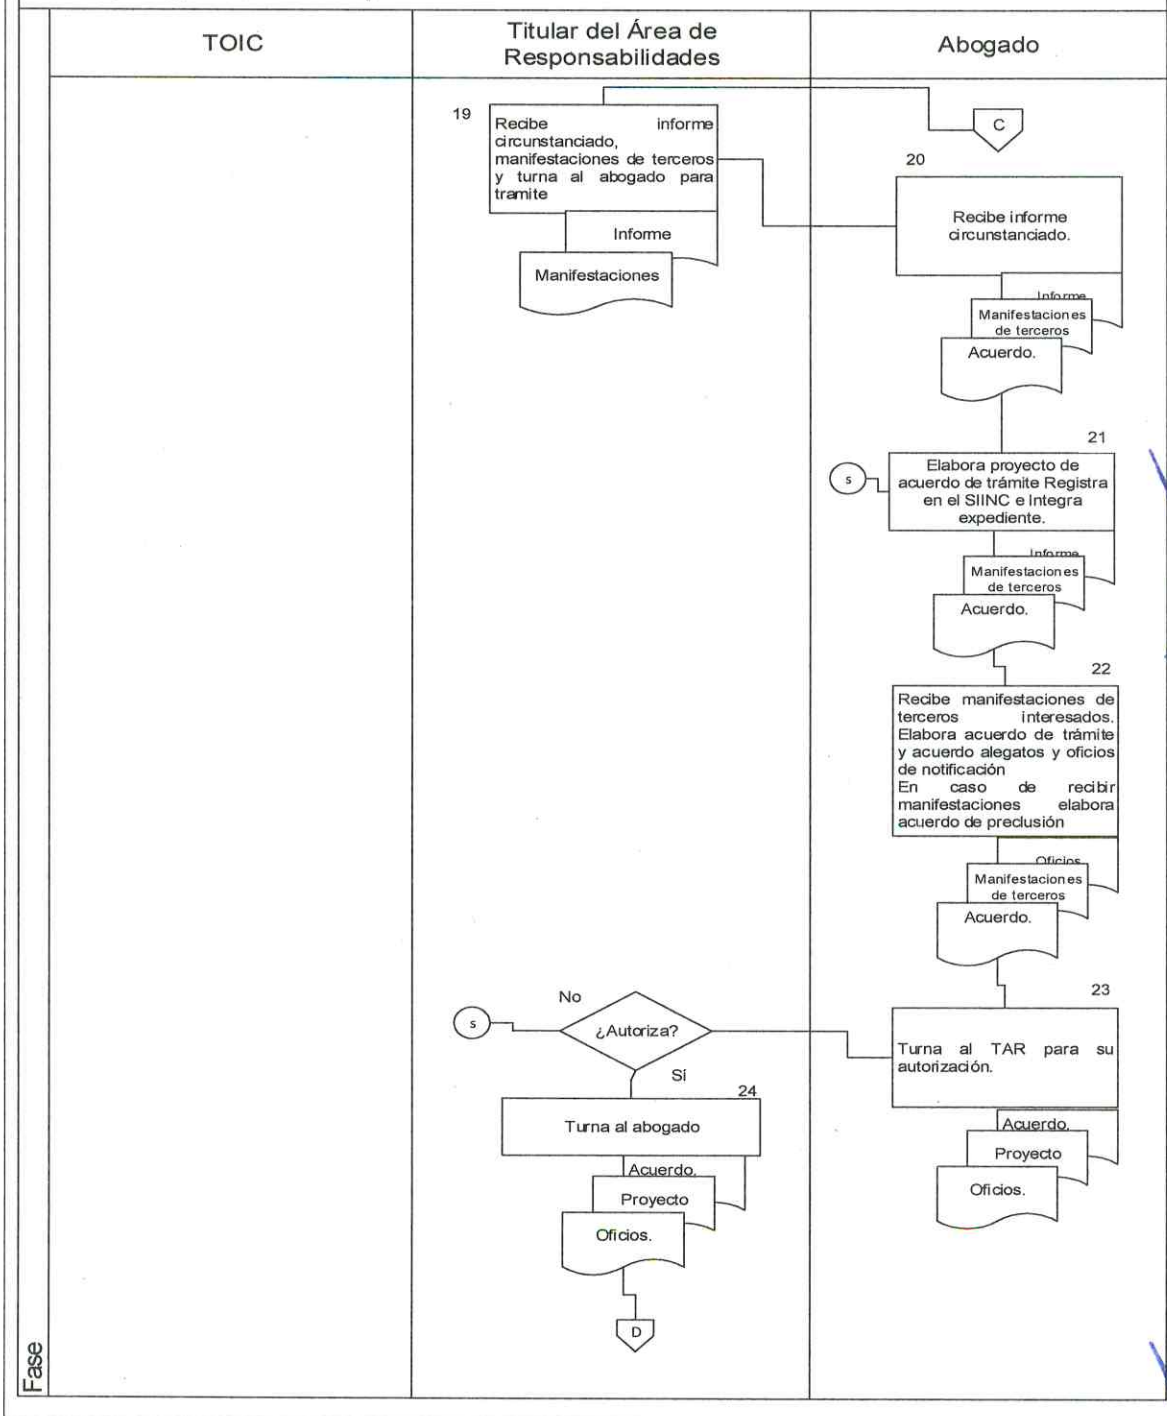 TOIC
Titular del Área de
Responsabilidades
Abogado
C
19
Recibe informe
circunstanciado,
manifestaciones de terceros
y turna al abogado para
tramite
Informe
Manifestaciones
20
Recibe informe
circunstanciado.
Informe
Manifestaciones
de terceros
Acuerdo.
21
s
Elabora proyecto de
acuerdo de trámite Registra
en el SIINC e Integra
expediente.
Informe
Manifestaciones
de terceros
Acuerdo.
22
Recibe manifestaciones de
terceros interesados.
Elabora acuerdo de trámite
y acuerdo alegatos y oficios
de notificación
En caso de recibir
manifestaciones elabora
acuerdo de preclusión
Oficios
Manifestaciones
de terceros
Acuerdo.
23
Turna al TAR para su
autorización.
Acuerdo.
Proyecto
Oficios.
No
s
¿Autoriza?
Sí
24
Turna al abogado
Acuerdo.
Proyecto
Oficios.
D
Fase